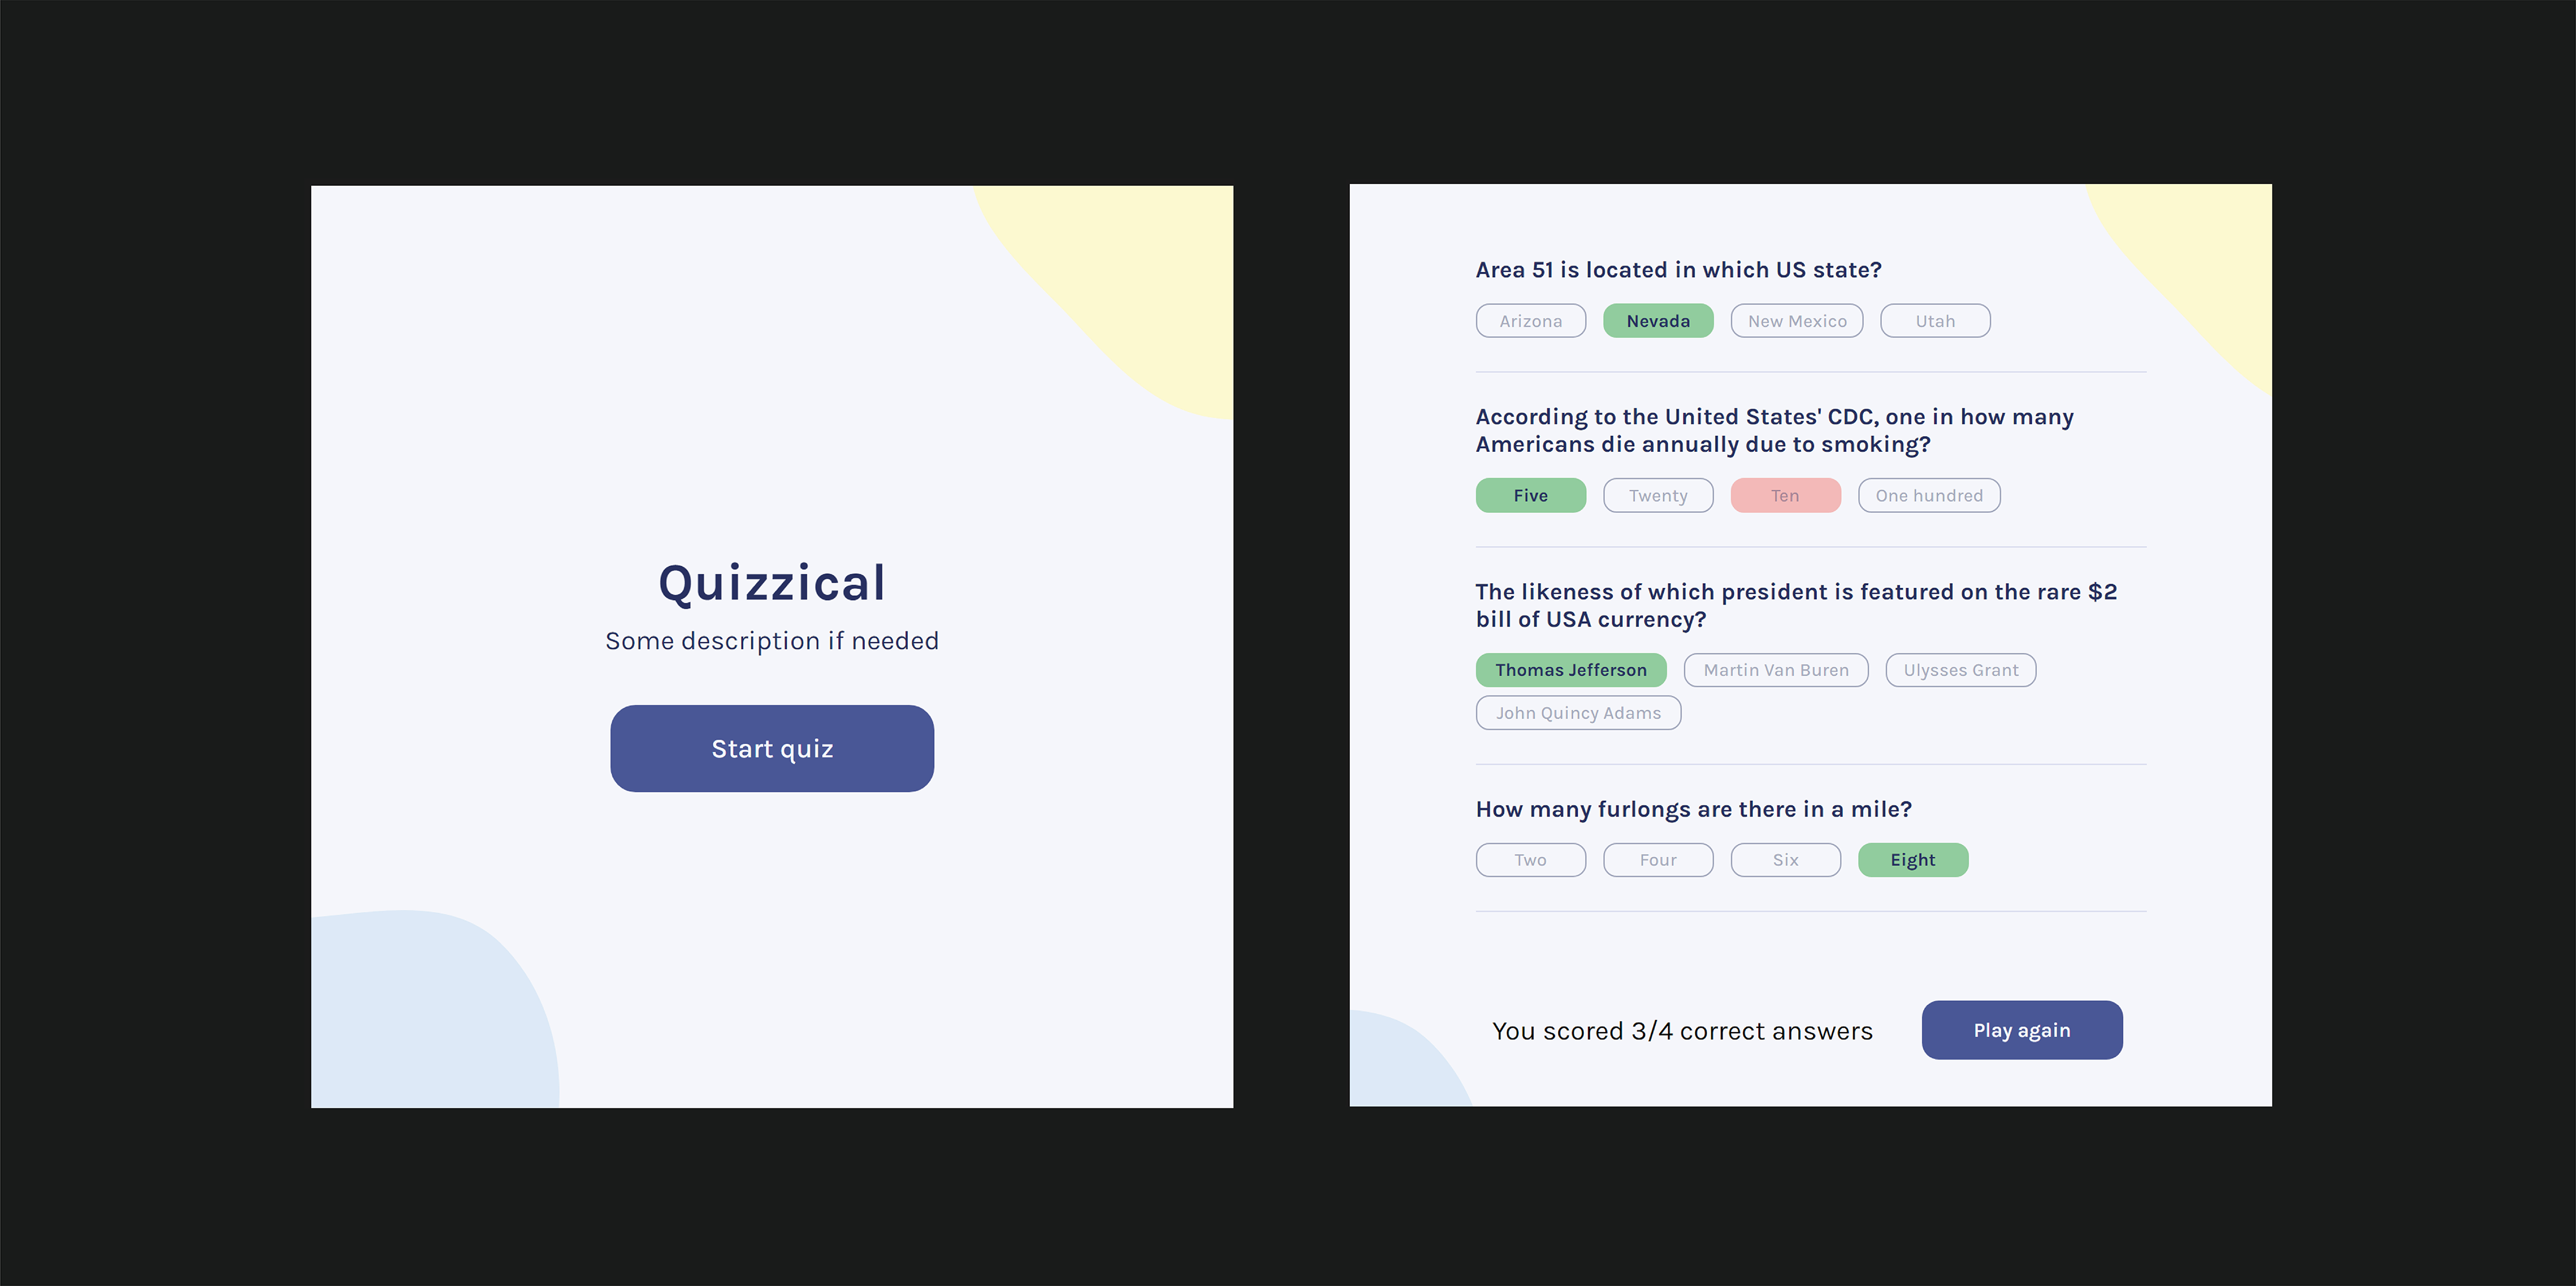 Quizzical
Some description if needed
Start quiz
Area 51 is located in which US state?
Arizona Nevada New Mexico Utah
According to the United States' CDC, one in how many
Americans die annually due to smoking?
Five Twenty Ten One hundred
The likeness of which president is featured on the rare $2
bill of USA currency?
Thomas Jefferson Martin Van Buren Ulysses Grant
John Quincy Adams
How many furlongs are there in a mile?
Two Four Six Eight
You scored 3/4 correct answers Play again